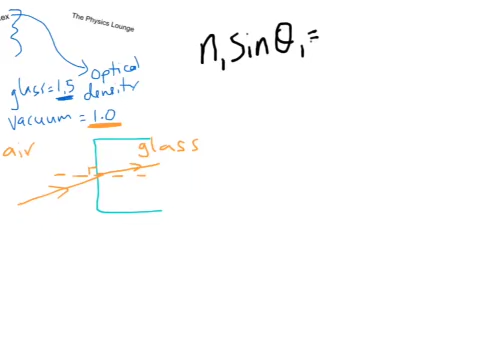 ex
The Physics Lounge
optical
density
glass = 1.5
vacuum = 1.0
air
glass
n₁ sin θ₁ =